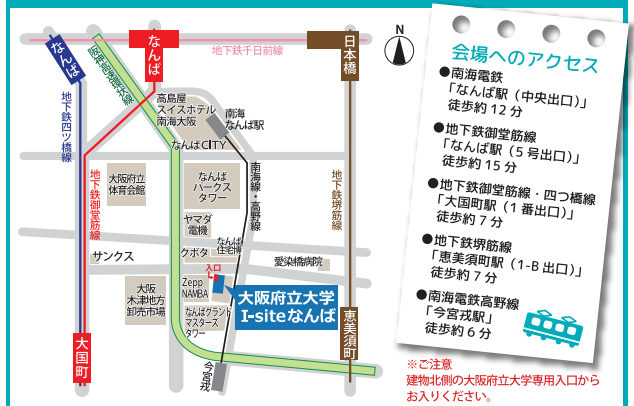 なんば
なんば
日本橋
N
地下鉄千日前線
阪神高速環状線
地下鉄四ツ橋線
高島屋
スイスホテル
南海大阪
南海
なんば駅
なんばCITY
大阪府立
体育会館
なんば
パークス
タワー
南海線・高野線
地下鉄御堂筋線
地下鉄堺筋線
ヤマダ
電機
なんば
住宅博
サンクス
クボタ
愛染橋病院
入口
Zepp
NAMBA
大阪
木津地方
卸売市場
大阪府立大学
I-siteなんば
なんばグランド
マスターズ
タワー
大国町
恵美須町
今宮戎
会場へのアクセス
●南海電鉄
「なんば駅（中央出口）」
徒歩約 12 分
●地下鉄御堂筋線
「なんば駅（5 号出口）」
徒歩約 15 分
●地下鉄御堂筋線・四つ橋線
「大国町駅（1 番出口）」
徒歩約 7 分
●地下鉄堺筋線
「恵美須町駅（1-B 出口）」
徒歩約 7 分
●南海電鉄高野線
「今宮戎駅」
徒歩約 6 分
※ご注意
建物北側の大阪府立大学専用入口から
お入りください。